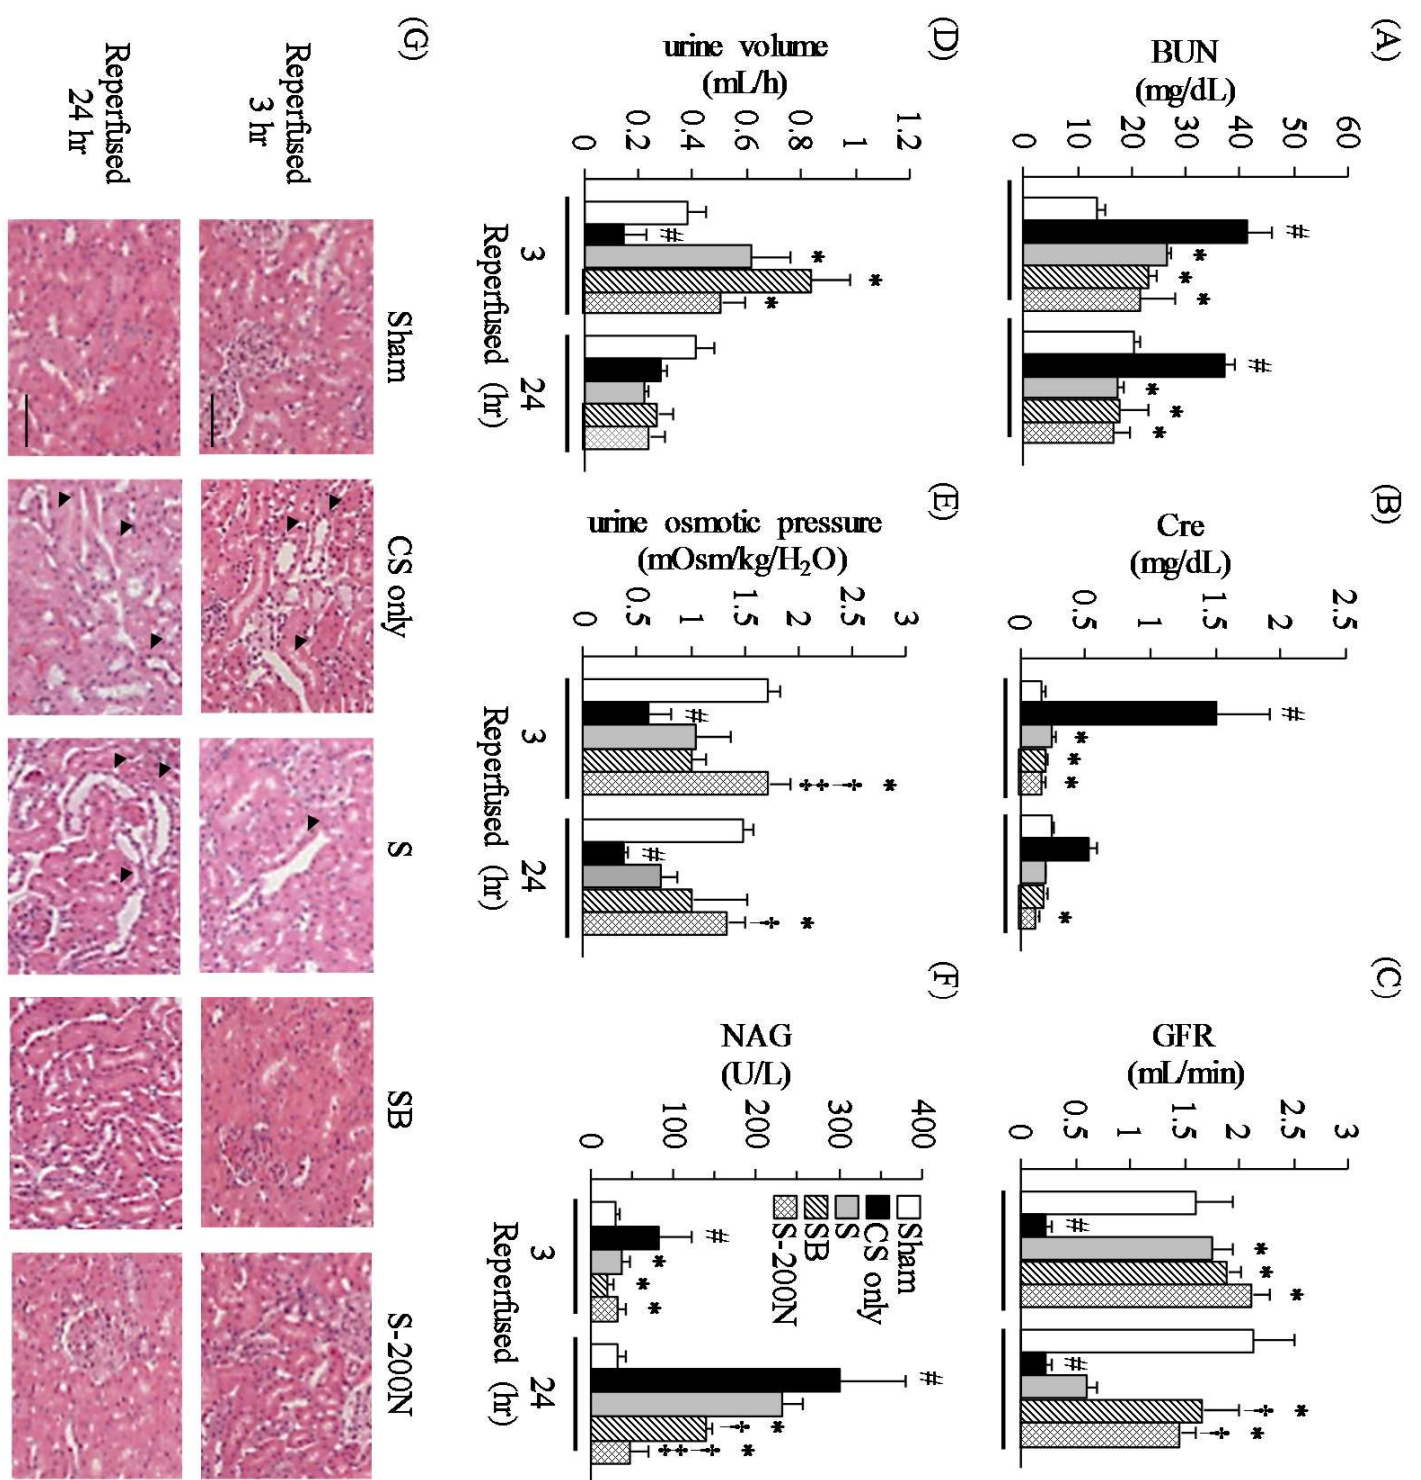 (A)
BUN
(mg/dL)
60
50
40
30
20
10
0
#
*
*
*
#
*
*
*
(B)
Cre
(mg/dL)
2.5
2
1.5
1
0.5
0
#
*
*
*
*
(C)
GFR
(mL/min)
3
2.5
2
1.5
1
0.5
0
#
*
*
*
#
† *
† *
(D)
urine volume
(mL/h)
1.2
1
0.8
0.6
0.4
0.2
0
#
*
*
*
3
24
Reperfused (hr)
(E)
urine osmotic pressure
(mOsm/kg/H₂O)
3
2.5
2
1.5
1
0.5
0
#
‡ † *
#
† *
3
24
Reperfused (hr)
(F)
NAG
(U/L)
400
300
200
100
0
Sham
CS only
S
SB
S-200N
#
*
*
*
#
† *
‡ † *
3
24
Reperfused (hr)
(G)
Sham
CS only
S
SB
S-200N
Reperfused
3 hr
Reperfused
24 hr